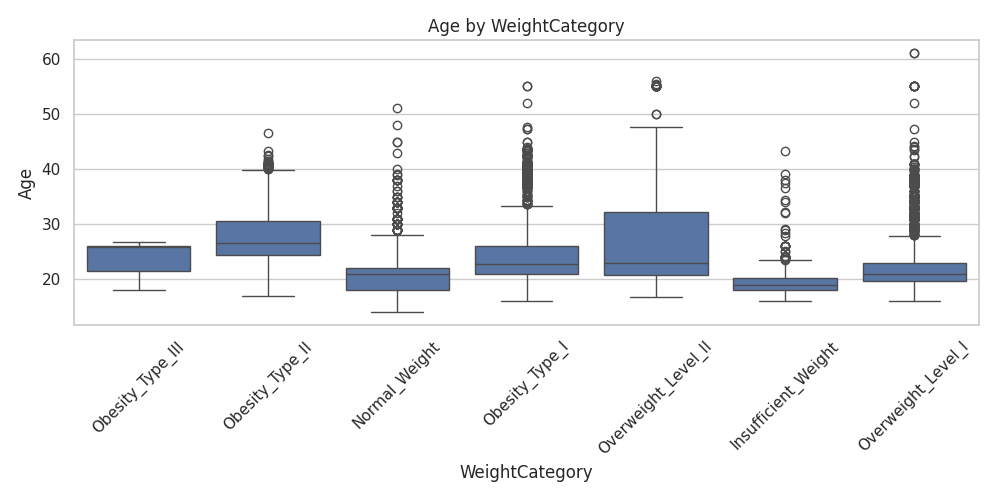 Age by WeightCategory
60
50
40
30
20
Age
Obesity_Type_III
Obesity_Type_II
Normal_Weight
Obesity_Type_I
Overweight_Level_II
Insufficient_Weight
Overweight_Level_I
WeightCategory